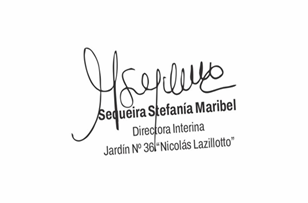 Sequeira Stefanía Maribel
Directora Interina
Jardín Nº 36 "Nicolás Lazillotto"